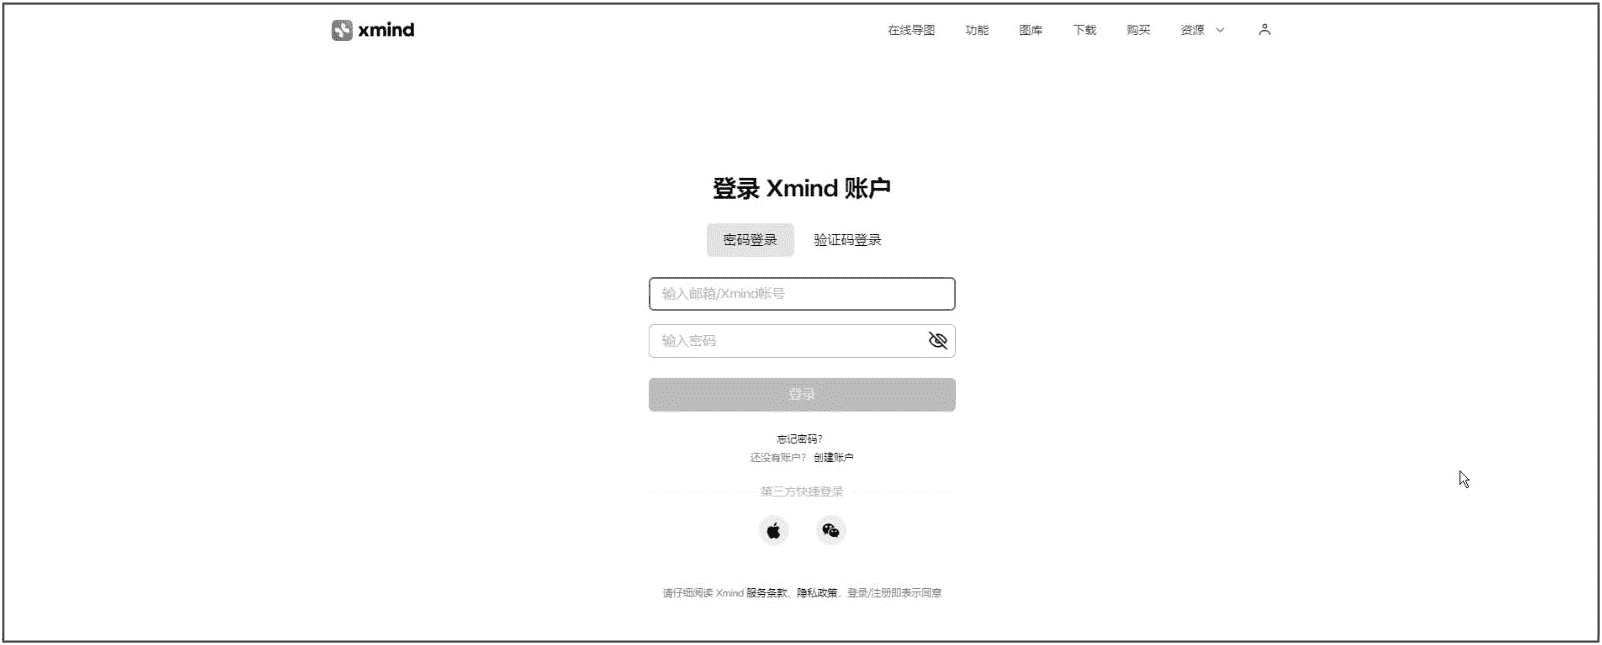 xmind 在线导图 功能 图库 下载 购买 资源
登录 Xmind 账户
密码登录 验证码登录
输入邮箱/Xmind帐号
输入密码
登录
忘记密码?
还没有账户? 创建账户
第三方快捷登录
请仔细阅读 Xmind 服务条款、隐私政策，登录/注册即表示同意